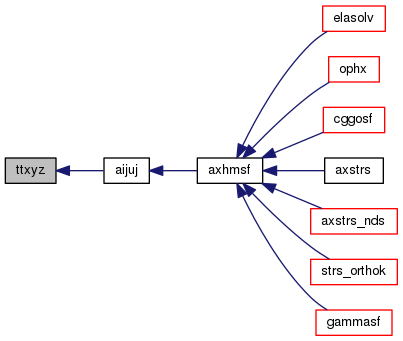 ttxyz
aijuj
axhmsf
elasolv
ophx
cggosf
axstrs
axstrs_nds
strs_orthok
gammasf